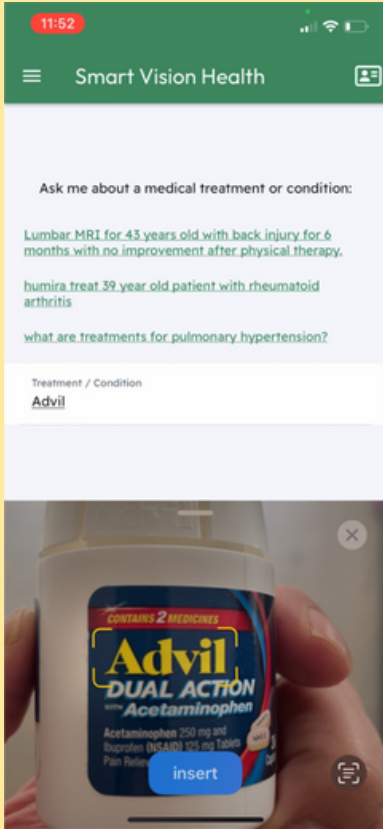 11:52
Smart Vision Health
Ask me about a medical treatment or condition:
Lumbar MRI for 43 years old with back injury for 6
months with no improvement after physical therapy.
humira treat 39 year old patient with rheumatoid
arthritis
what are treatments for pulmonary hypertension?
Treatment / Condition
Advil
CONTAINS 2 MEDICINES
Advil
DUAL ACTION
with Acetaminophen
Acetaminophen 250 mg and
Ibuprofen (NSAID) 125 mg Tablets
Pain
insert